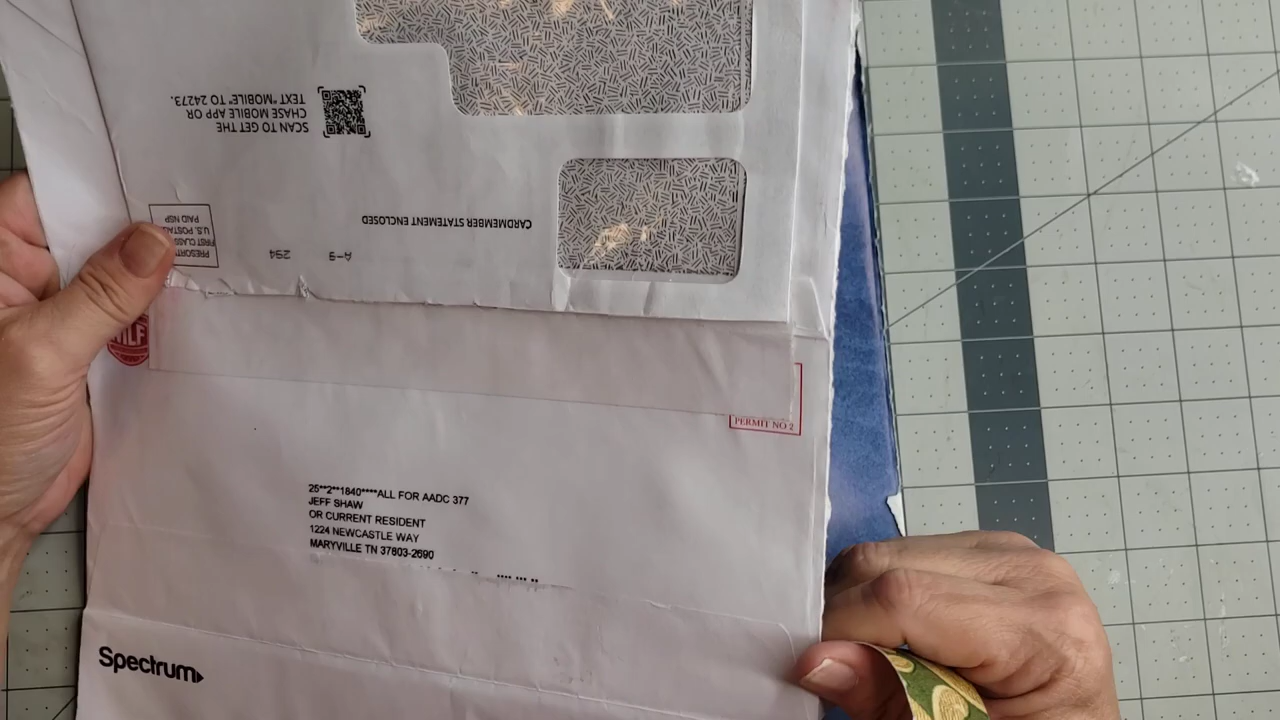 SCAN TO GET THE
CHASE MOBILE APP OR
TEXT "MOBILE" TO 24273.
CARDMEMBER STATEMENT ENCLOSED
PRESORTED
FIRST CLASS
U.S. POSTAGE
PAID NSP
A-9 294
PERMIT NO 2
25**2**1840****ALL FOR AADC 377
JEFF SHAW
OR CURRENT RESIDENT
1224 NEWCASTLE WAY
MARYVILLE TN 37803-2690
Spectrum